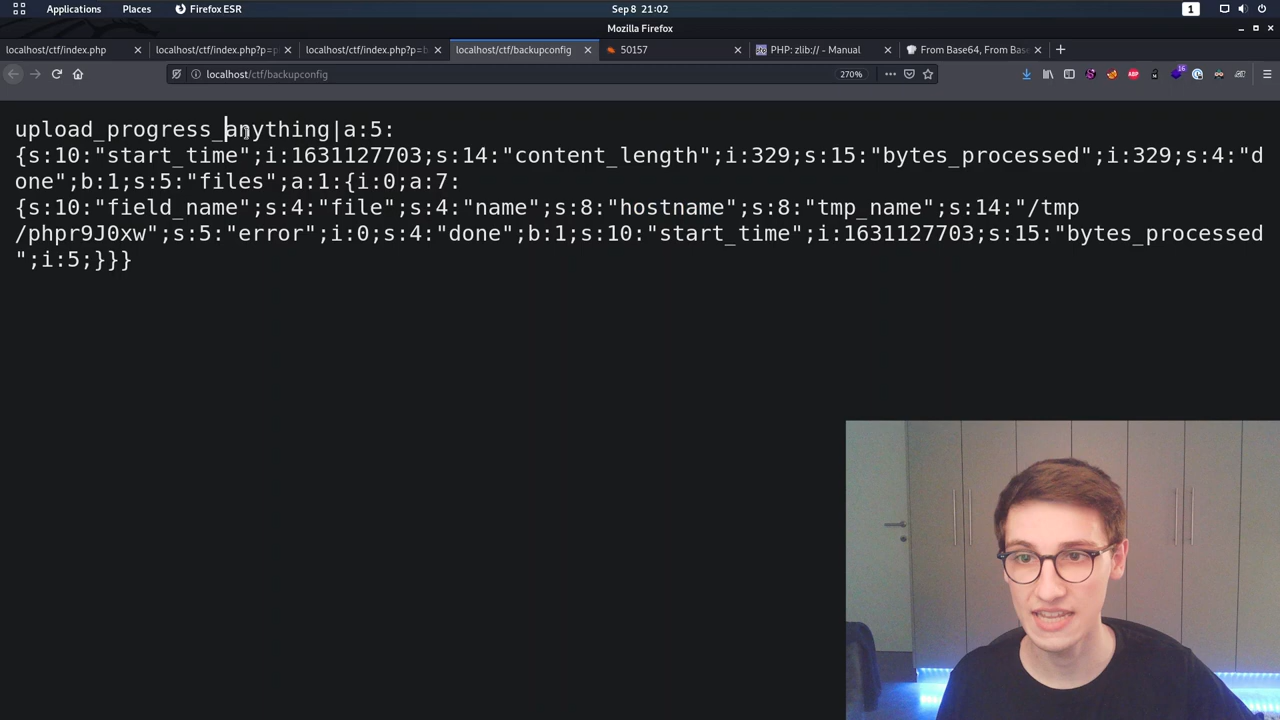 Applications Places Firefox ESR Sep 8 21:02 1
Mozilla Firefox
localhost/ctf/index.php localhost/ctf/index.php?p=p localhost/ctf/index.php?p=b localhost/ctf/backupconfig 50157 PHP: zlib:// - Manual From Base64, From Base
localhost/ctf/backupconfig 270% 16 ABP
upload_progress_anything|a:5:
{s:10:"start_time";i:1631127703;s:14:"content_length";i:329;s:15:"bytes_processed";i:329;s:4:"d
one";b:1;s:5:"files";a:1:{i:0;a:7:
{s:10:"field_name";s:4:"file";s:4:"name";s:8:"hostname";s:8:"tmp_name";s:14:"/tmp
/phpr9J0xw";s:5:"error";i:0;s:4:"done";b:1;s:10:"start_time";i:1631127703;s:15:"bytes_processed
";i:5;}}}